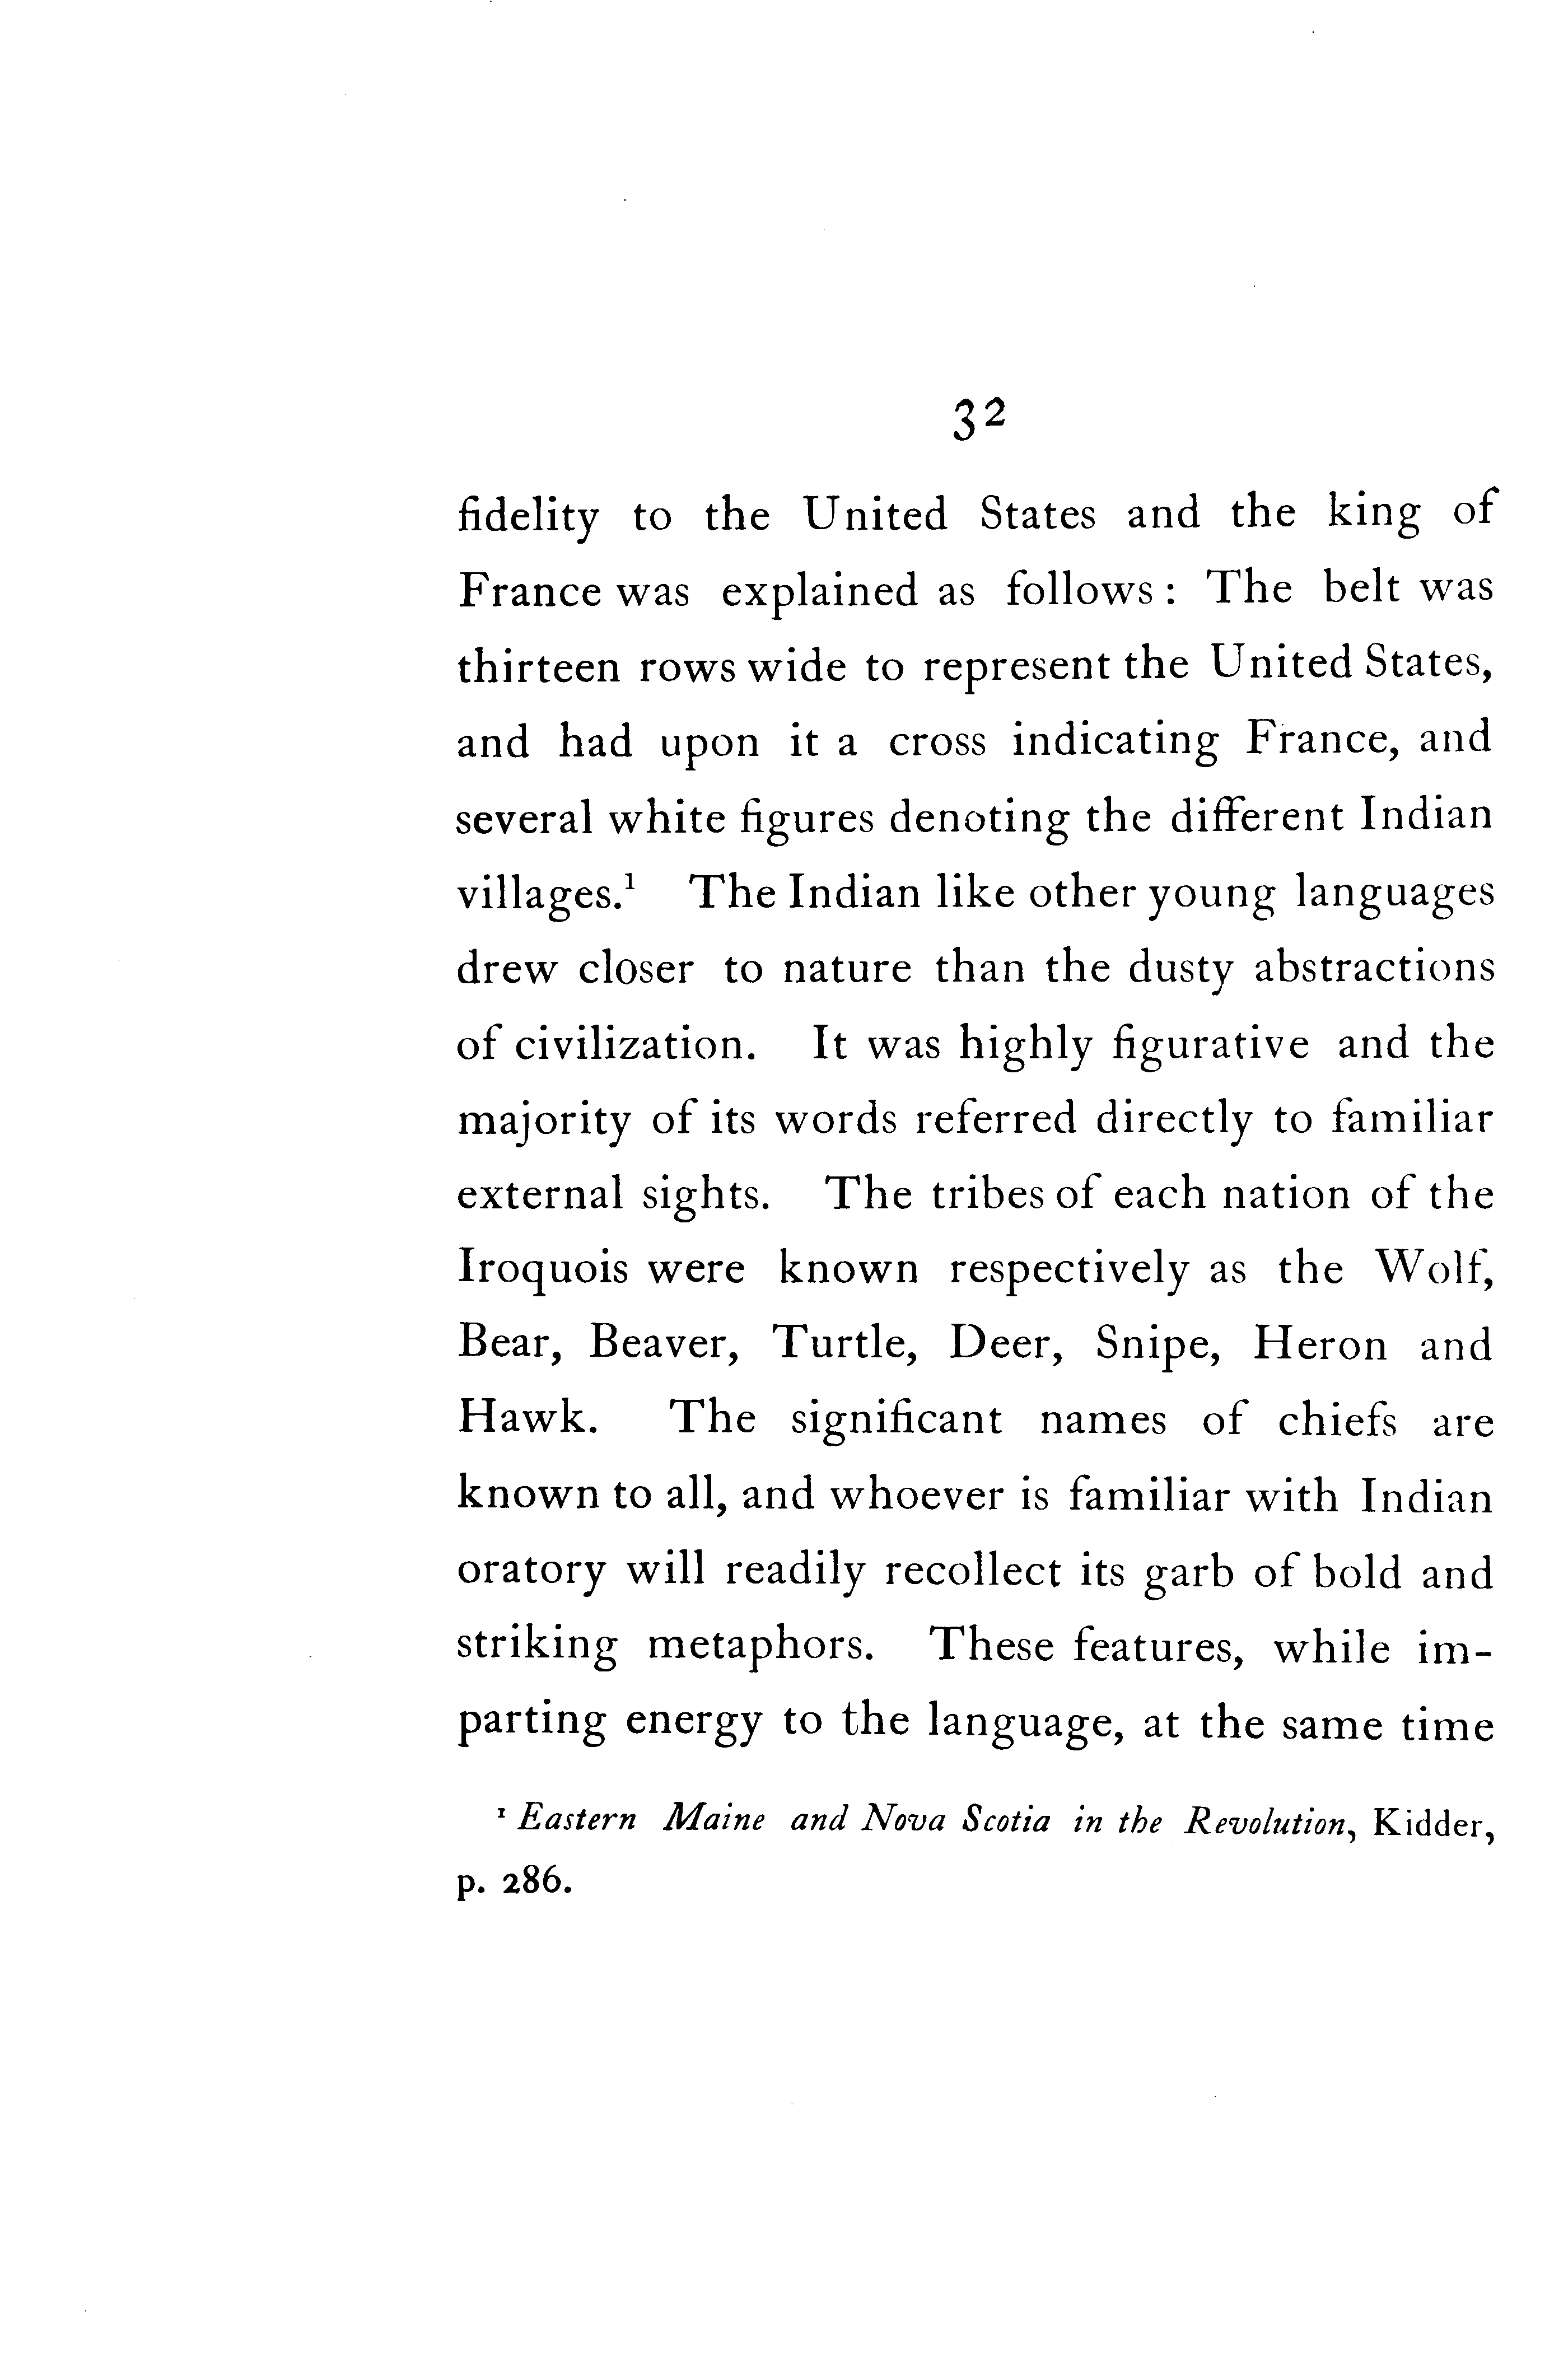 32
fidelity to the United States and the king of
France was explained as follows : The belt was
thirteen rows wide to represent the United States,
and had upon it a cross indicating France, and
several white figures denoting the different Indian
villages.¹ The Indian like other young languages
drew closer to nature than the dusty abstractions
of civilization. It was highly figurative and the
majority of its words referred directly to familiar
external sights. The tribes of each nation of the
Iroquois were known respectively as the Wolf,
Bear, Beaver, Turtle, Deer, Snipe, Heron and
Hawk. The significant names of chiefs are
known to all, and whoever is familiar with Indian
oratory will readily recollect its garb of bold and
striking metaphors. These features, while im-
parting energy to the language, at the same time
¹ Eastern Maine and Nova Scotia in the Revolution, Kidder,
p. 286.